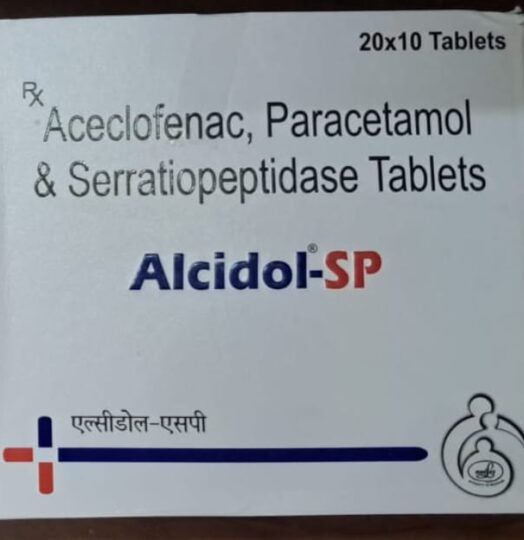 20x10 Tablets
Rx
Aceclofenac, Paracetamol
& Serratiopeptidase Tablets
Alcidol®-SP
एल्सीडोल-एसपी